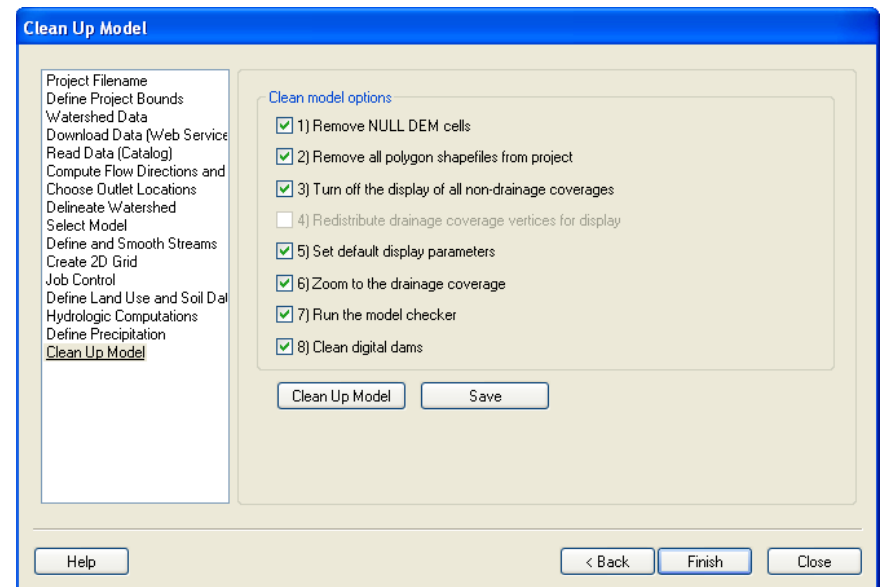 Clean Up Model
Project Filename
Define Project Bounds
Watershed Data
Download Data (Web Service
Read Data (Catalog)
Compute Flow Directions and
Choose Outlet Locations
Delineate Watershed
Select Model
Define and Smooth Streams
Create 2D Grid
Job Control
Define Land Use and Soil Dat
Hydrologic Computations
Define Precipitation
Clean Up Model
Clean model options
1) Remove NULL DEM cells
2) Remove all polygon shapefiles from project
3) Turn off the display of all non-drainage coverages
4) Redistribute drainage coverage vertices for display
5) Set default display parameters
6) Zoom to the drainage coverage
7) Run the model checker
8) Clean digital dams
Clean Up Model
Save
Help
< Back
Finish
Close